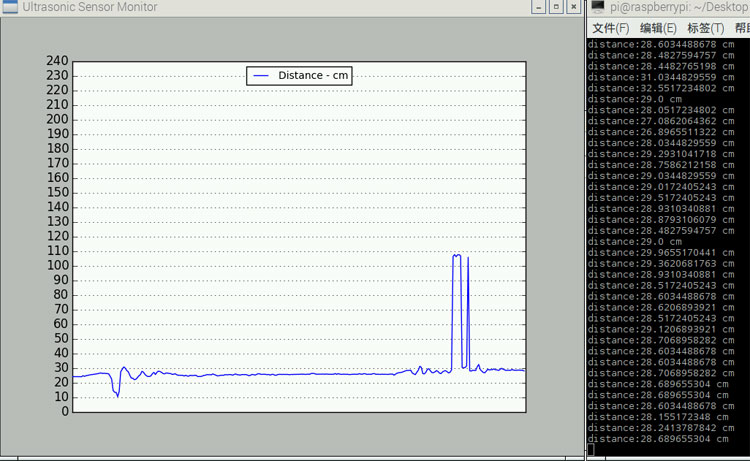 Ultrasonic Sensor Monitor
240
230
220
210
200
190
180
170
160
150
140
130
120
110
100
90
80
70
60
50
40
30
20
10
0
Distance - cm
pi@raspberrypi: ~/Desktop
文件(F) 编辑(E) 标签(T) 帮助
distance:28.6034488678 cm
distance:28.4827594757 cm
distance:28.4482765198 cm
distance:31.0344829559 cm
distance:32.5517234802 cm
distance:29.0 cm
distance:28.0517234802 cm
distance:27.0862064362 cm
distance:26.8965511322 cm
distance:28.0344829559 cm
distance:29.2931041718 cm
distance:28.7586212158 cm
distance:29.0344829559 cm
distance:29.0172405243 cm
distance:29.5172405243 cm
distance:28.9310340881 cm
distance:28.8793106079 cm
distance:28.4827594757 cm
distance:29.0 cm
distance:29.9655170441 cm
distance:29.3620681763 cm
distance:28.9310340881 cm
distance:28.5172405243 cm
distance:28.6034488678 cm
distance:28.6206893921 cm
distance:28.5172405243 cm
distance:29.1206893921 cm
distance:28.7068958282 cm
distance:28.6034488678 cm
distance:28.6034488678 cm
distance:28.7068958282 cm
distance:28.689655304 cm
distance:28.689655304 cm
distance:28.6034488678 cm
distance:28.155172348 cm
distance:28.2413787842 cm
distance:28.689655304 cm